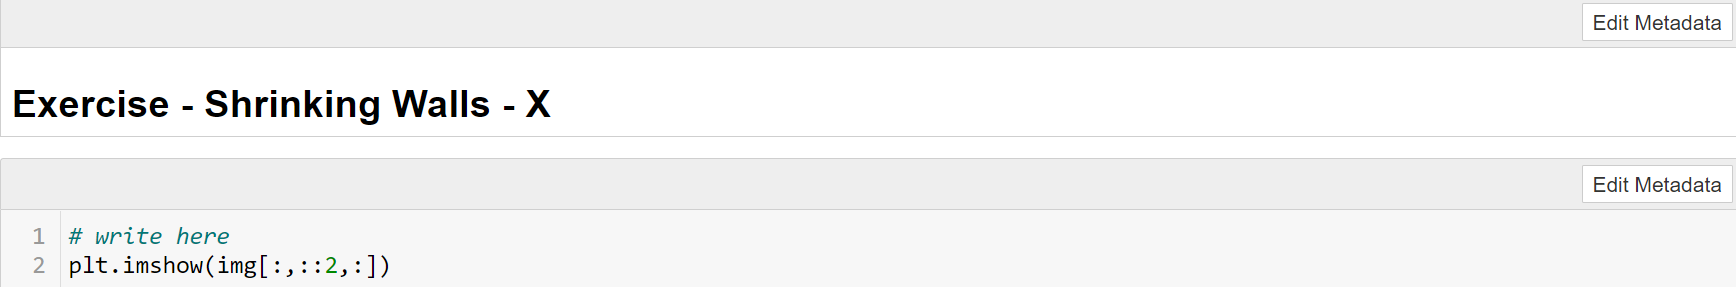 Edit Metadata
Exercise - Shrinking Walls - X
Edit Metadata
1 # write here
2 plt.imshow(img[:,::2,:])